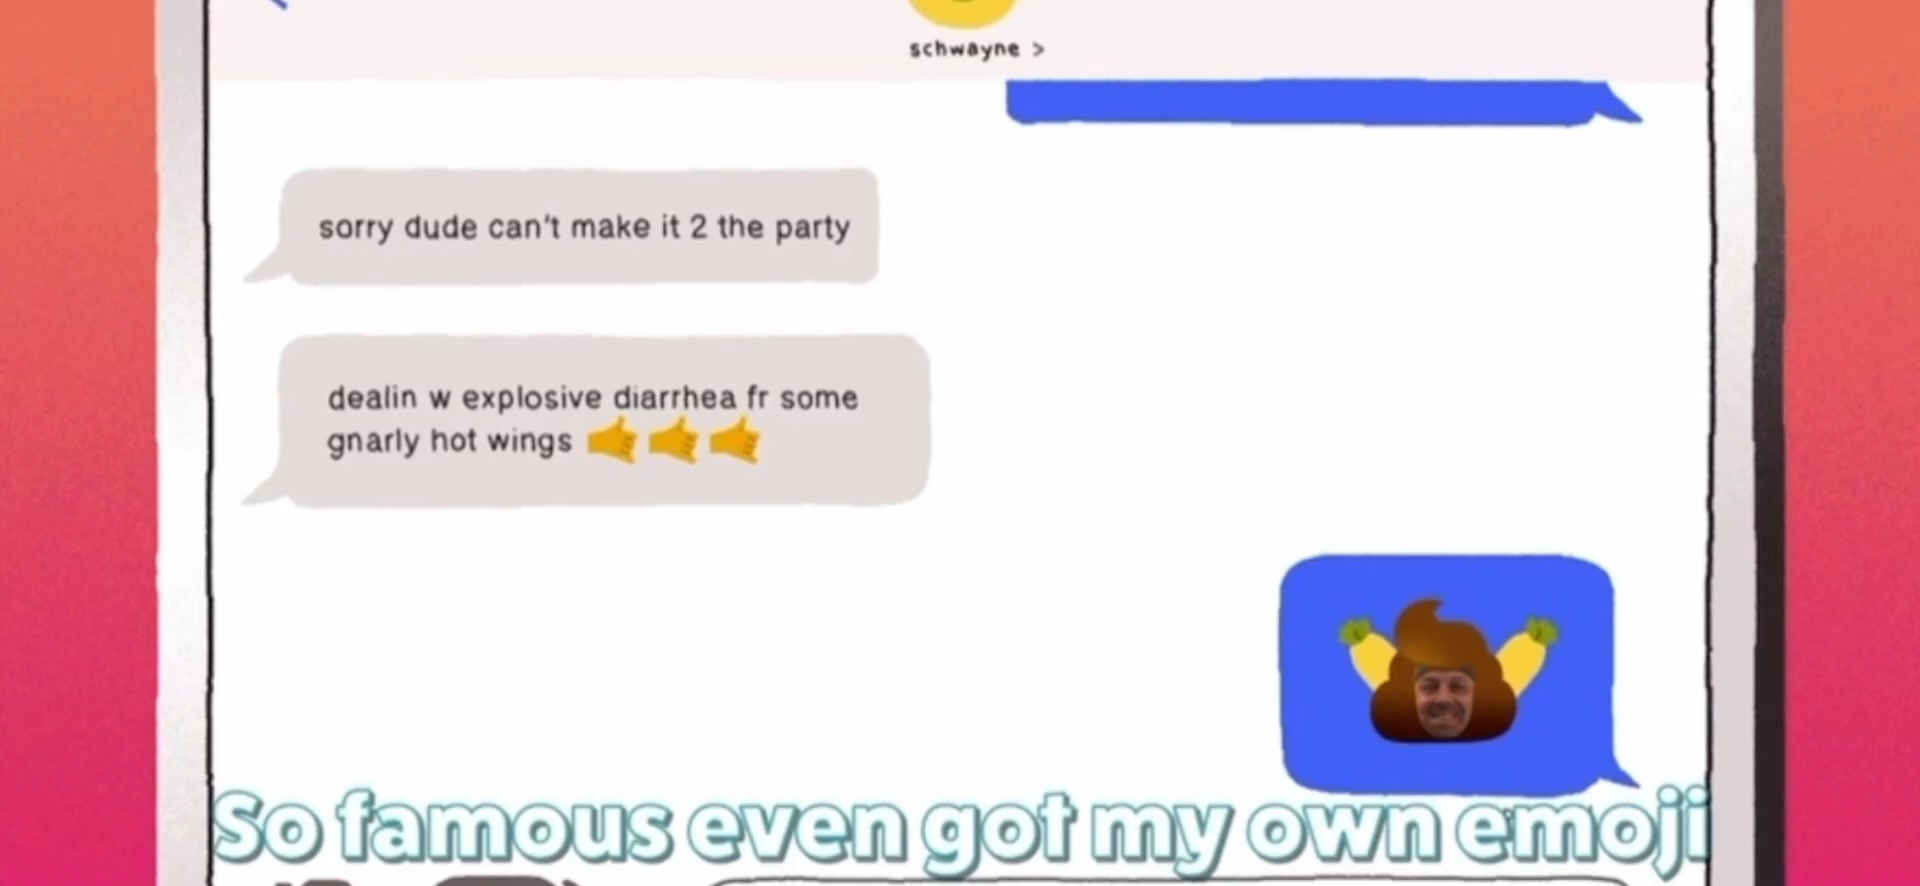 schwayne >
sorry dude can't make it 2 the party
dealin w explosive diarrhea fr some
gnarly hot wings 🤙🤙🤙
So famous even got my own emoji